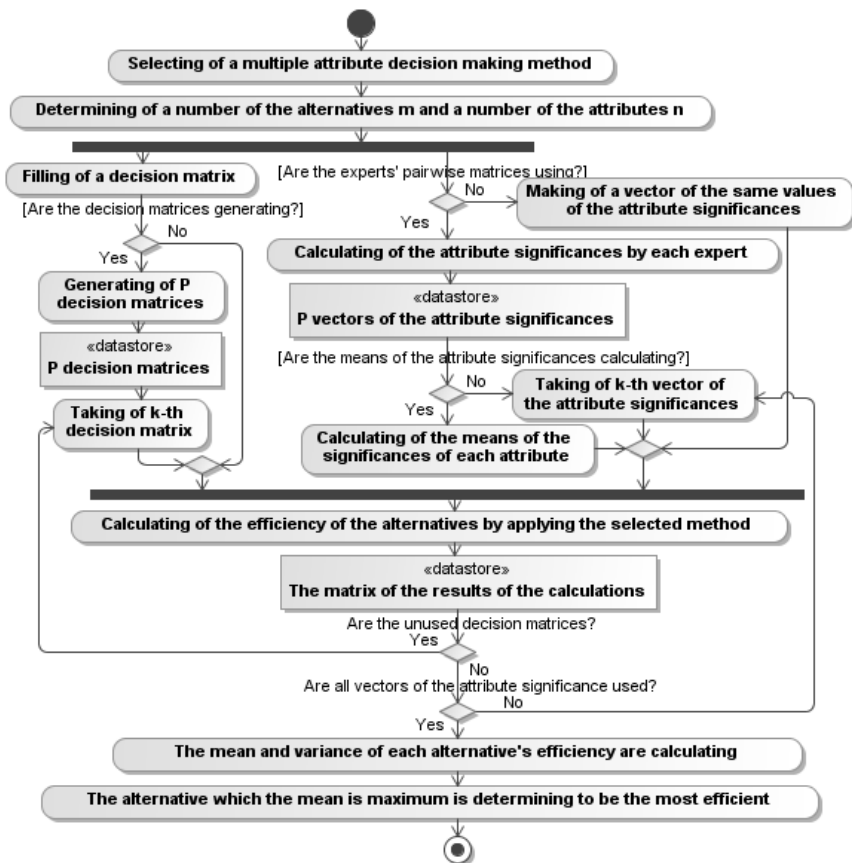 Selecting of a multiple attribute decision making method
Determining of a number of the alternatives m and a number of the attributes n
Filling of a decision matrix
[Are the decision matrices generating?]
No
Yes
Generating of P
decision matrices
«datastore»
P decision matrices
Taking of k-th
decision matrix
[Are the experts' pairwise matrices using?]
No
Yes
Making of a vector of the same values
of the attribute significances
Calculating of the attribute significances by each expert
«datastore»
P vectors of the attribute significances
[Are the means of the attribute significances calculating?]
No
Yes
Taking of k-th vector of
the attribute significances
Calculating of the means of the
significances of each attribute
Calculating of the efficiency of the alternatives by applying the selected method
«datastore»
The matrix of the results of the calculations
Are the unused decision matrices?
Yes
No
Are all vectors of the attribute significance used?
No
Yes
The mean and variance of each alternative's efficiency are calculating
The alternative which the mean is maximum is determining to be the most efficient